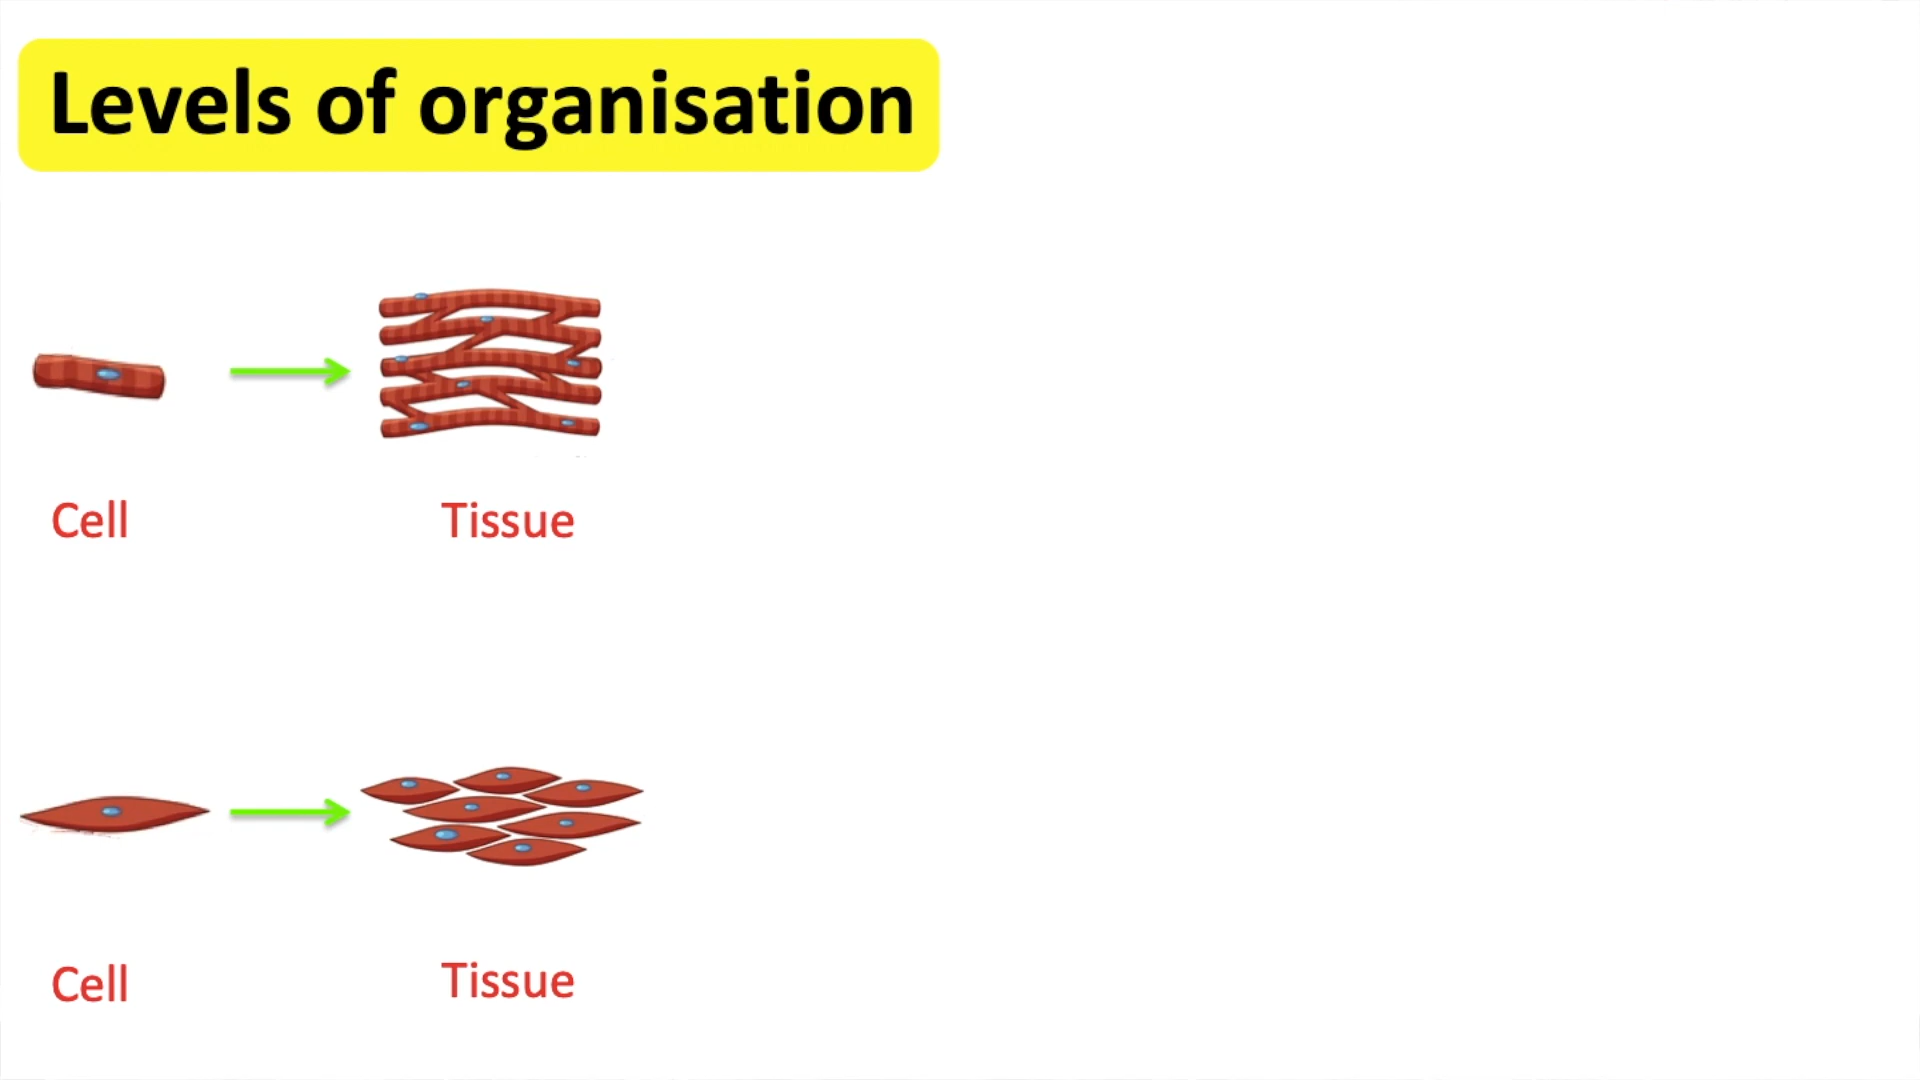 Levels of organisation
Cell
Tissue
Cell
Tissue